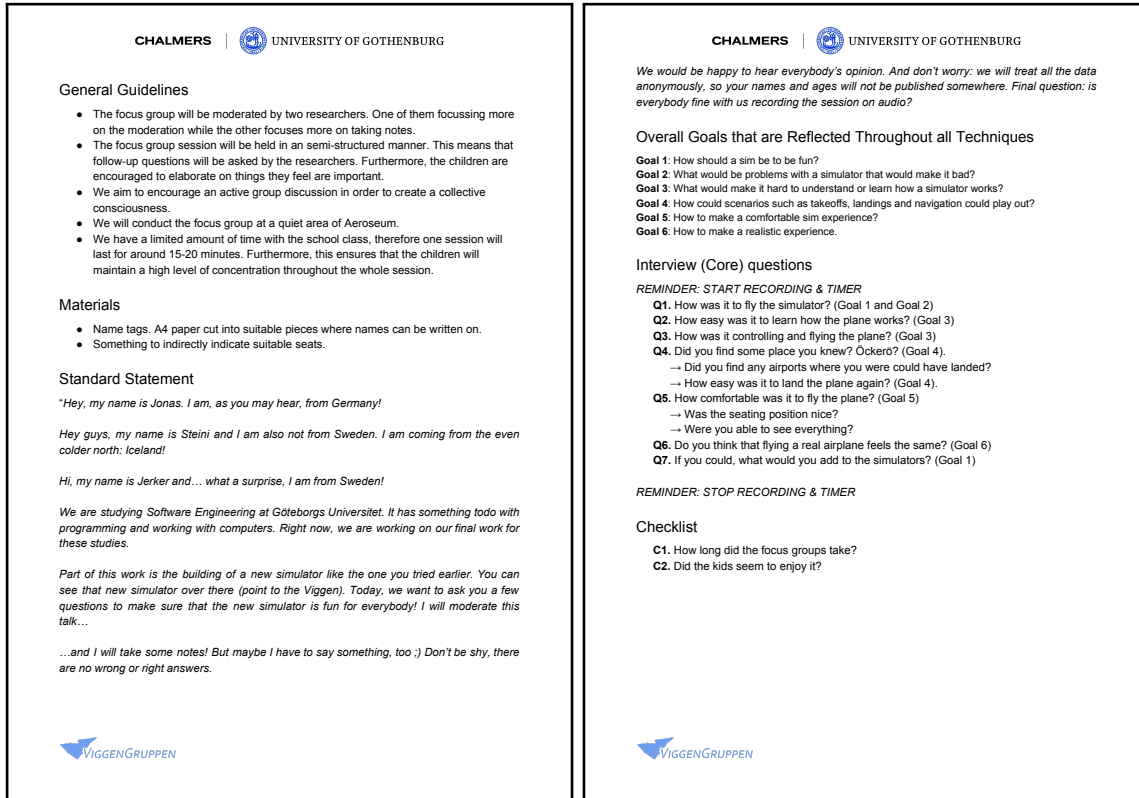 CHALMERS | UNIVERSITY OF GOTHENBURG
General Guidelines
● The focus group will be moderated by two researchers. One of them focussing more
on the moderation while the other focuses more on taking notes.
● The focus group session will be held in an semi-structured manner. This means that
follow-up questions will be asked by the researchers. Furthermore, the children are
encouraged to elaborate on things they feel are important.
● We aim to encourage an active group discussion in order to create a collective
consciousness.
● We will conduct the focus group at a quiet area of Aeroseum.
● We have a limited amount of time with the school class, therefore one session will
last for around 15-20 minutes. Furthermore, this ensures that the children will
maintain a high level of concentration throughout the whole session.
Materials
● Name tags. A4 paper cut into suitable pieces where names can be written on.
● Something to indirectly indicate suitable seats.
Standard Statement
“Hey, my name is Jonas. I am, as you may hear, from Germany!
Hey guys, my name is Steini and I am also not from Sweden. I am coming from the even
colder north: Iceland!
Hi, my name is Jerker and… what a surprise, I am from Sweden!
We are studying Software Engineering at Göteborgs Universitet. It has something todo with
programming and working with computers. Right now, we are working on our final work for
these studies.
Part of this work is the building of a new simulator like the one you tried earlier. You can
see that new simulator over there (point to the Viggen). Today, we want to ask you a few
questions to make sure that the new simulator is fun for everybody! I will moderate this
talk…
…and I will take some notes! But maybe I have to say something, too ;) Don’t be shy, there
are no wrong or right answers.
VIGGENGRUPPEN
CHALMERS | UNIVERSITY OF GOTHENBURG
We would be happy to hear everybody’s opinion. And don’t worry: we will treat all the data
anonymously, so your names and ages will not be published somewhere. Final question: is
everybody fine with us recording the session on audio?
Overall Goals that are Reflected Throughout all Techniques
Goal 1: How should a sim be to be fun?
Goal 2: What would be problems with a simulator that would make it bad?
Goal 3: What would make it hard to understand or learn how a simulator works?
Goal 4: How could scenarios such as takeoffs, landings and navigation could play out?
Goal 5: How to make a comfortable sim experience?
Goal 6: How to make a realistic experience.
Interview (Core) questions
REMINDER: START RECORDING & TIMER
Q1. How was it to fly the simulator? (Goal 1 and Goal 2)
Q2. How easy was it to learn how the plane works? (Goal 3)
Q3. How was it controlling and flying the plane? (Goal 3)
Q4. Did you find some place you knew? Öckerö? (Goal 4).
→ Did you find any airports where you were could have landed?
→ How easy was it to land the plane again? (Goal 4).
Q5. How comfortable was it to fly the plane? (Goal 5)
→ Was the seating position nice?
→ Were you able to see everything?
Q6. Do you think that flying a real airplane feels the same? (Goal 6)
Q7. If you could, what would you add to the simulators? (Goal 1)
REMINDER: STOP RECORDING & TIMER
Checklist
C1. How long did the focus groups take?
C2. Did the kids seem to enjoy it?
VIGGENGRUPPEN